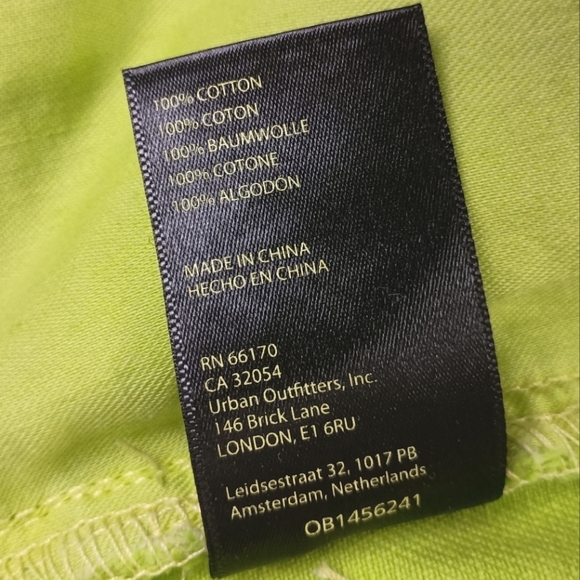 100% COTTON
100% COTON
100% BAUMWOLLE
100% COTONE
100% ALGODON
MADE IN CHINA
HECHO EN CHINA
RN 66170
CA 32054
Urban Outfitters, Inc.
146 Brick Lane
LONDON, E1 6RU
Leidsestraat 32, 1017 PB
Amsterdam, Netherlands
OB1456241